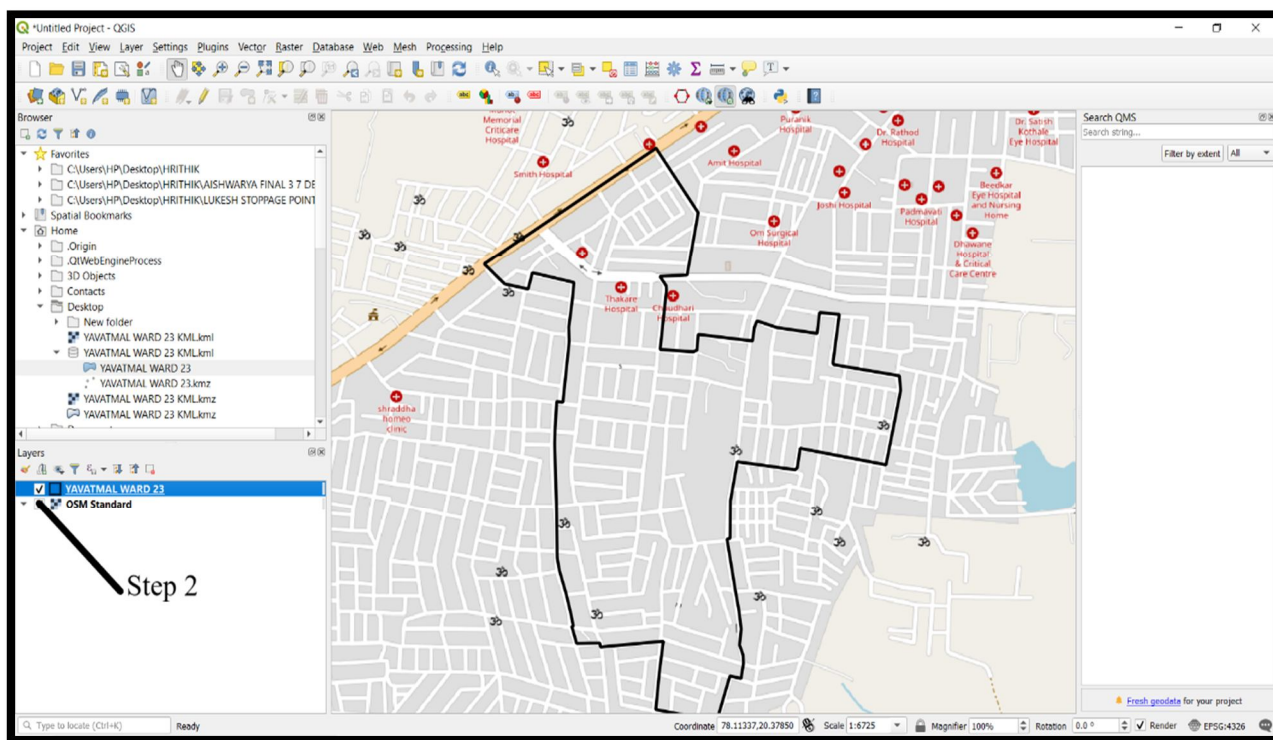 *Untitled Project - QGIS
Project Edit View Layer Settings Plugins Vector Raster Database Web Mesh Processing Help
Browser
Favorites
C:\Users\HP\Desktop\HRITHIK
C:\Users\HP\Desktop\HRITHIK\AISHWARYA FINAL 3 7 DE
C:\Users\HP\Desktop\HRITHIK\LUKESH STOPPAGE POINT
Spatial Bookmarks
Home
.Origin
.QtWebEngineProcess
3D Objects
Contacts
Desktop
New folder
YAVATMAL WARD 23 KML.kml
YAVATMAL WARD 23 KML.kml
YAVATMAL WARD 23
YAVATMAL WARD 23.kmz
YAVATMAL WARD 23 KML.kmz
YAVATMAL WARD 23 KML.kmz
Layers
YAVATMAL WARD 23
OSM Standard
Step 2
Memorial
Criticare
Hospital
Smith Hospital
Puranik
Hospital
Amit Hospital
Dr. Rathod
Hospital
Dr. Satish
Kothale
Eye Hospital
Joshi Hospital
Padmavati
Hospital
Beedkar
Eye Hospital
and Nursing
Home
Om Surgical
Hospital
Dhawane
Hospital
& Critical
Care Centre
Thakare
Hospital
Choudhari
Hospital
shraddha
homeo
clinic
Search QMS
Search string...
Filter by extent All
Fresh geodata for your project
Type to locate (Ctrl+K) Ready Coordinate 78.11337,20.37850 Scale 1:6725 Magnifier 100% Rotation 0.0 ° Render EPSG:4326